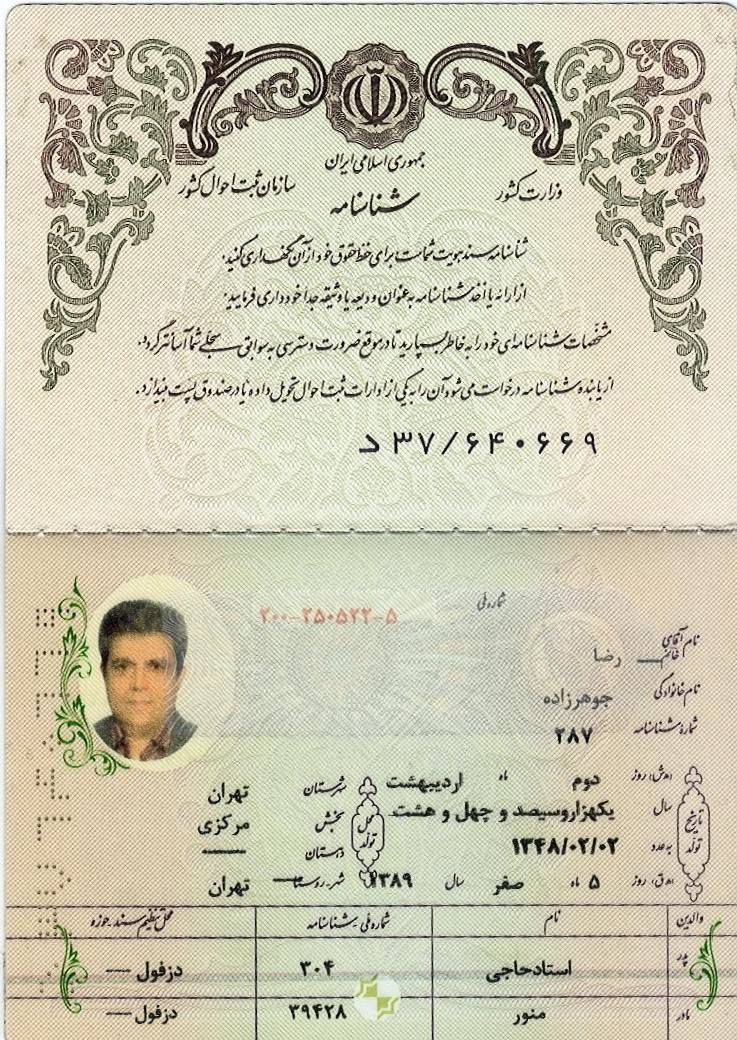 جمهوری اسلامی ایران
وزارت کشور
سازمان ثبت احوال کشور
شناسنامه
شناسنامه سند هویت شماست برای حفظ حقوق خود از آن نگهداری کنید.
از ارائه یا أخذ شناسنامه به عنوان ودیعه یا وثیقه جداً خودداری فرمایید.
مشخصات شناسنامه‌ای خود را به خاطر بسپارید تا در موقع ضرورت دسترسی به سوابق سجلی شما آسانتر گردد.
از یابنده شناسنامه درخواست می شود آن را به یکی از ادارات ثبت احوال تحویل داده یا در صندوق پست بیندازد.
د ۳۷/۶۴۰۶۶۹
شماره ملی ۲۰۰-۲۵۰۵۲۲-۵
نام آقای خانم رضا
نام خانوادگی جوهرزاده
شماره شناسنامه ۲۸۷
تاریخ تولد
(ه.ش) روز دوم ماه اردیبهشت
سال یکهزاروسیصد و چهل و هشت
به عدد ۱۳۴۸/۰۲/۰۲
(ه.ق) روز ۵ ماه صفر سال ۱۳۸۹
محل تولد
شهرستان تهران
بخش مرکزی
دهستان
شهر-روستا تهران
والدین نام شماره ملی-شناسنامه محل تنظیم سند-حوزه
پدر استادحاجی ۳۰۴ دزفول —
مادر منور ۳۹۴۲۸ دزفول —